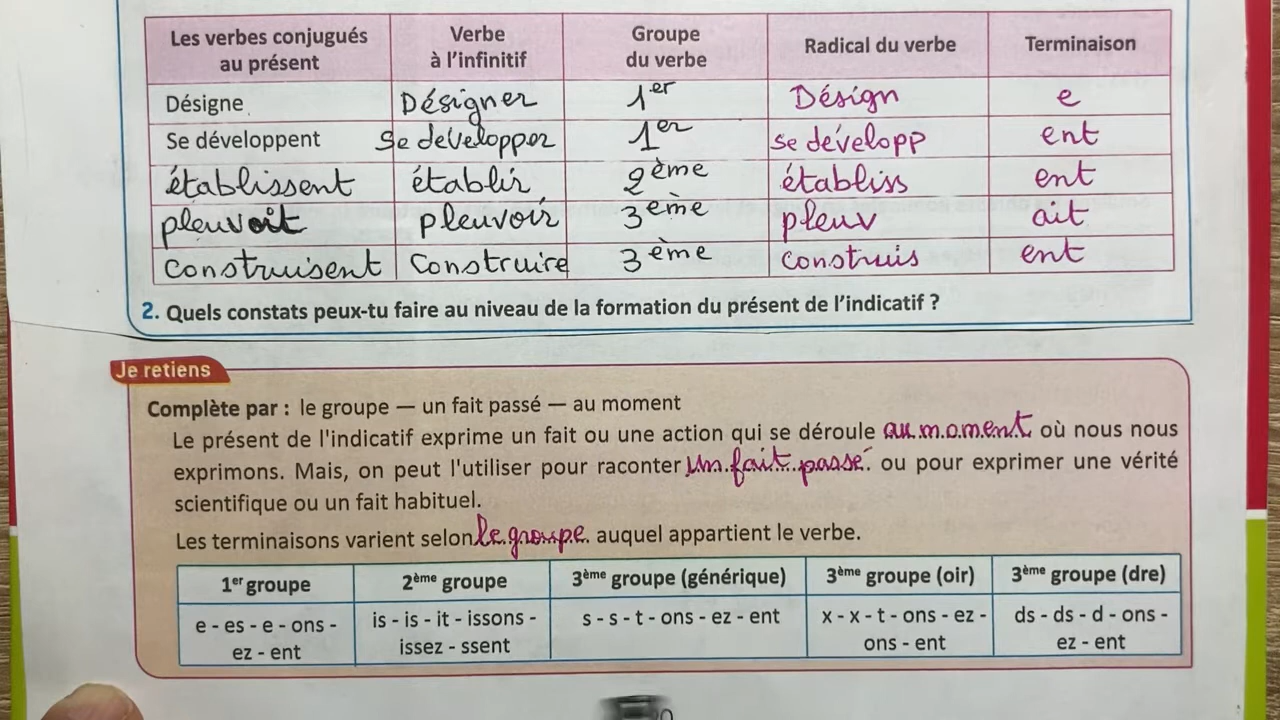 Les verbes conjugués au présent | Verbe à l'infinitif | Groupe du verbe | Radical du verbe | Terminaison
Désigne | Désigner | 1er | Désign | e
Se développent | Se développer | 1er | se développ | ent
établissent | établir | 2ème | établiss | ent
pleuvait | pleuvoir | 3ème | pleuv | ait
construisent | construire | 3ème | construis | ent
2. Quels constats peux-tu faire au niveau de la formation du présent de l'indicatif ?
Je retiens
Complète par : le groupe — un fait passé — au moment
Le présent de l'indicatif exprime un fait ou une action qui se déroule au moment où nous nous
exprimons. Mais, on peut l'utiliser pour raconter un fait passé ou pour exprimer une vérité
scientifique ou un fait habituel.
Les terminaisons varient selon le groupe auquel appartient le verbe.
1er groupe | 2ème groupe | 3ème groupe (générique) | 3ème groupe (oir) | 3ème groupe (dre)
e - es - e - ons - ez - ent | is - is - it - issons - issez - ssent | s - s - t - ons - ez - ent | x - x - t - ons - ez - ons - ent | ds - ds - d - ons - ez - ent